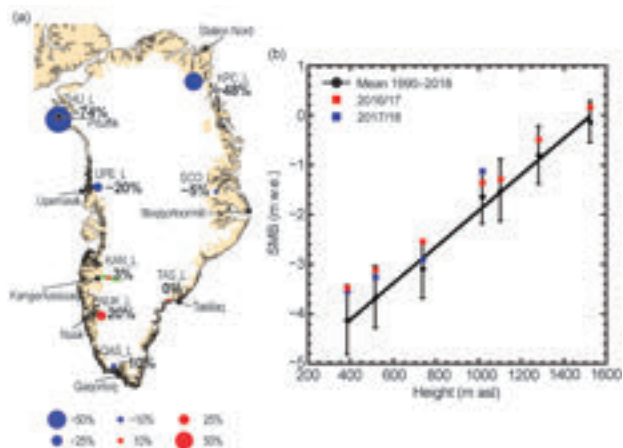 (a)
Station Nord
KPC_L
-48%
THU_L
-74%
Pituffik
UPE_L
-20%
Upernavik
SCO_L
-5%
Ittoqqortoormiit
KAN_L
3%
Kangerlussuaq
TAS_L
0%
Tasiilaq
NUK_L
20%
Nuuk
QAS_L
Qaqortoq
-50%
-10%
25%
-25%
10%
50%
(b)
Mean 1990–2018
2016/17
2017/18
SMB (m w.e.)
1
0
-1
-2
-3
-4
-5
200 400 600 800 1000 1200 1400 1600
Height (m asl)